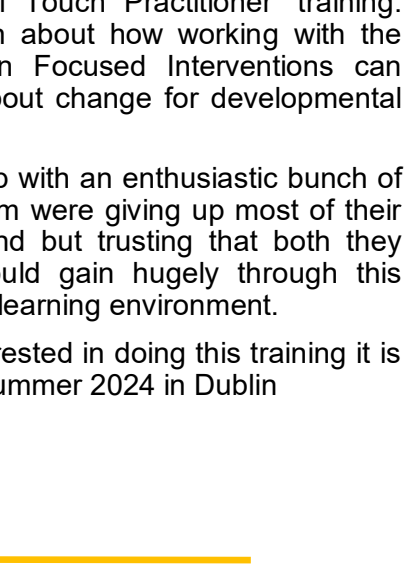 Touch Practitioner training.
n about how working with the
n Focused Interventions can
out change for developmental
o with an enthusiastic bunch of
m were giving up most of their
nd but trusting that both they
uld gain hugely through this
learning environment.
rested in doing this training it is
ummer 2024 in Dublin